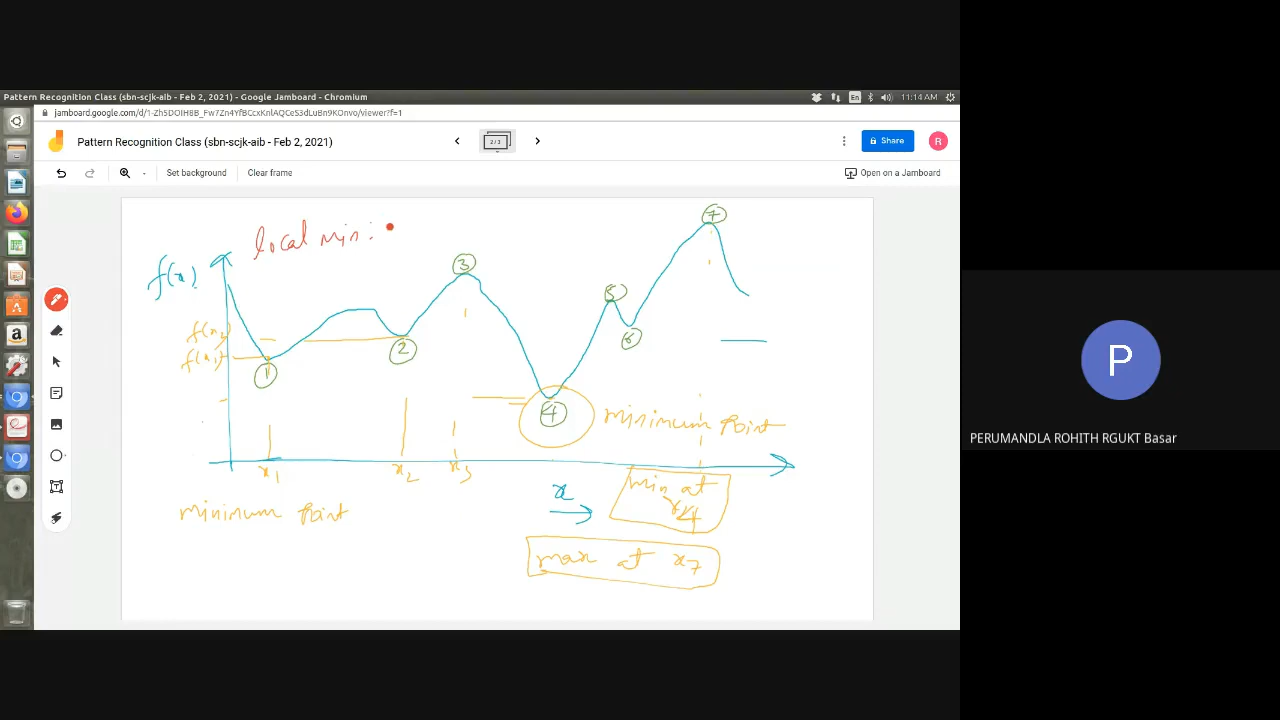 Pattern Recognition Class (sbn-scjk-aib - Feb 2, 2021) - Google Jamboard - Chromium
En
11:14 AM
Pattern Recognition Class (sbn-scjk-aib - Feb 2, 2021)
2/3
R
Share
Set background
Clear frame
Open on a Jamboard
local min:
f(x)
f(x2)
f(x1)
1
2
3
4
5
6
7
minimum point
x1
x2
x3
x
min at
x4
minimum point
max at x7
P
PERUMANDLA ROHITH RGUKT Basar